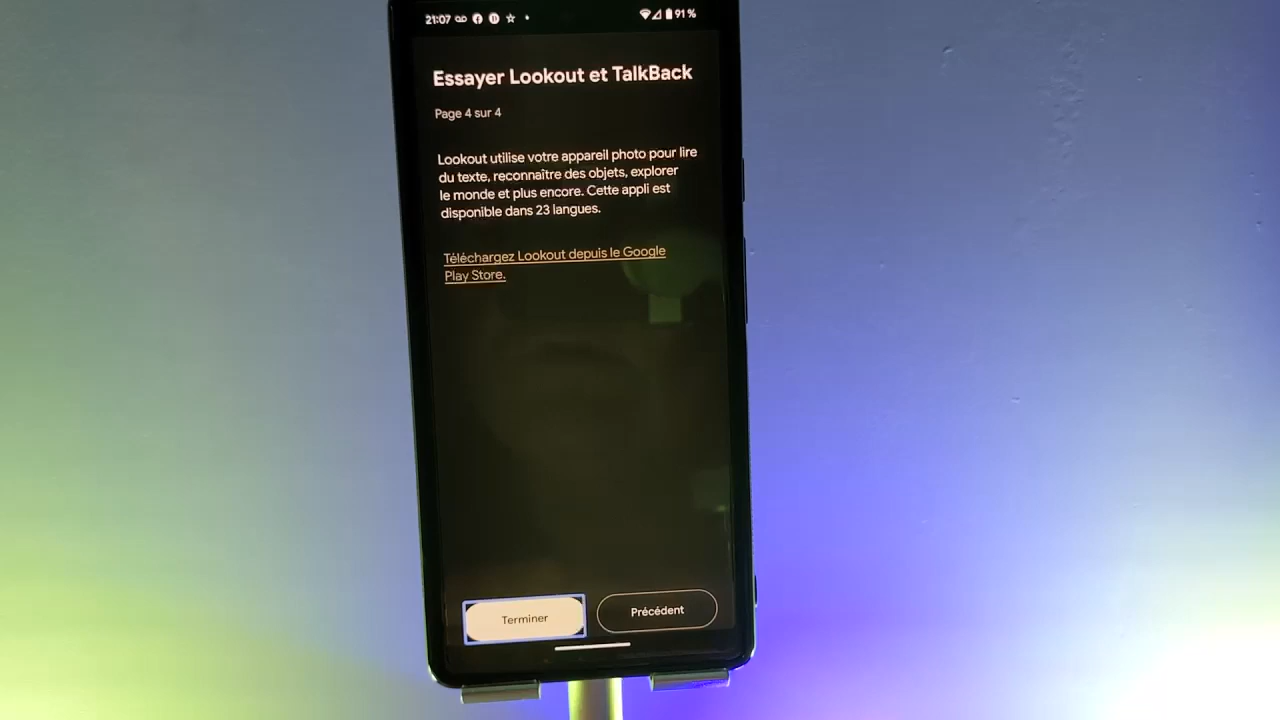 21:07 91 %
Essayer Lookout et TalkBack
Page 4 sur 4
Lookout utilise votre appareil photo pour lire
du texte, reconnaître des objets, explorer
le monde et plus encore. Cette appli est
disponible dans 23 langues.
Téléchargez Lookout depuis le Google
Play Store.
Terminer
Précédent